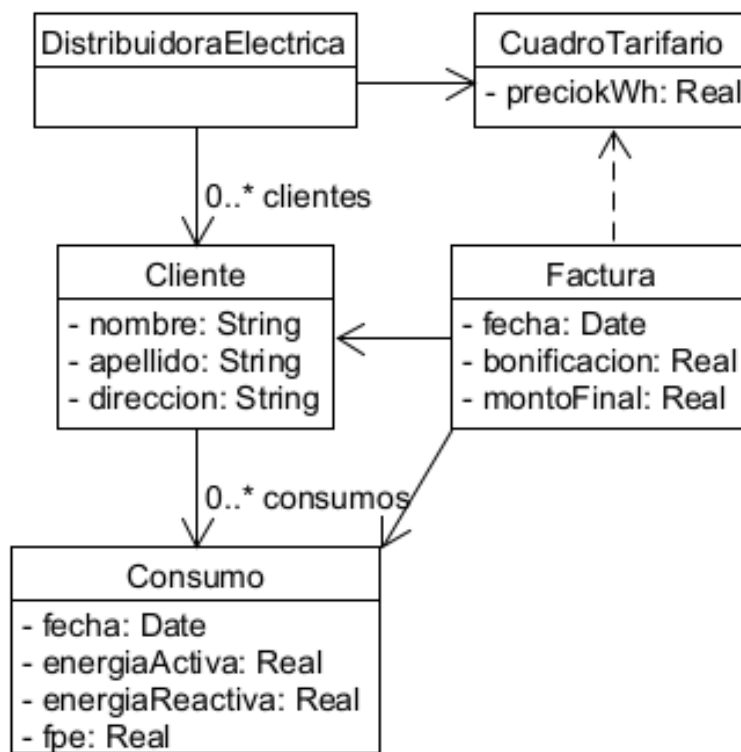 DistribuidoraElectrica
CuadroTarifario
- preciokWh: Real
0..* clientes
Cliente
- nombre: String
- apellido: String
- direccion: String
Factura
- fecha: Date
- bonificacion: Real
- montoFinal: Real
0..* consumos
Consumo
- fecha: Date
- energiaActiva: Real
- energiaReactiva: Real
- fpe: Real